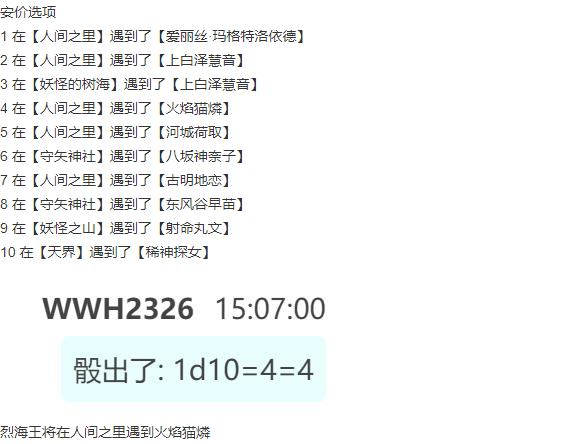 安价选项
1 在【人间之里】遇到了【爱丽丝·玛格特洛依德】
2 在【人间之里】遇到了【上白泽慧音】
3 在【妖怪的树海】遇到了【上白泽慧音】
4 在【人间之里】遇到了【火焰猫燐】
5 在【人间之里】遇到了【河城荷取】
6 在【守矢神社】遇到了【八坂神奈子】
7 在【人间之里】遇到了【古明地恋】
8 在【守矢神社】遇到了【东风谷早苗】
9 在【妖怪之山】遇到了【射命丸文】
10 在【天界】遇到了【稀神探女】
WWH2326 15:07:00
骰出了: 1d10=4=4
烈海王将在人间之里遇到火焰猫燐